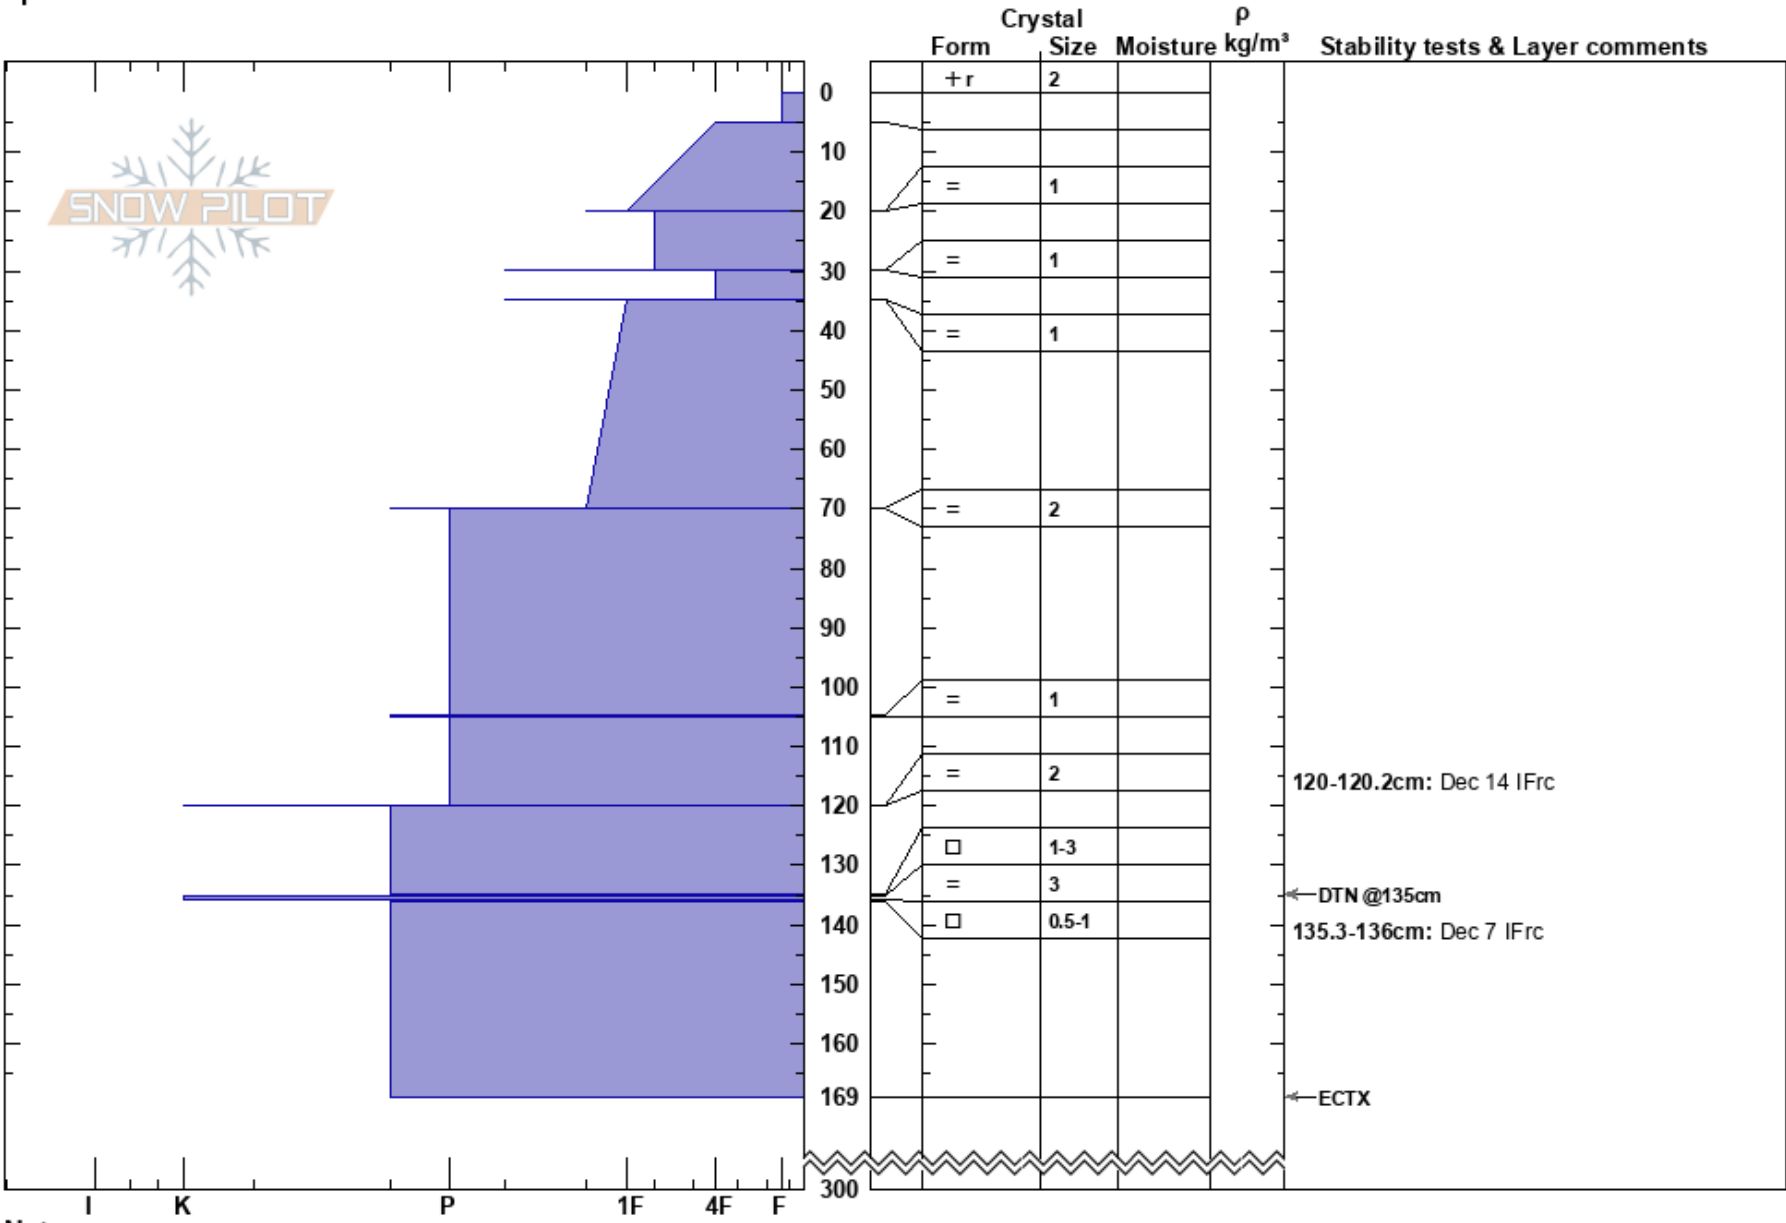 Crystal ρ
Form Size Moisture kg/m³ Stability tests & Layer comments
+ r 2
0
10
= 1
SNOW PILOT
20
= 1
30
= 1
40
50
60
70 = 2
80
90
100
= 1
110
= 2
120-120.2cm: Dec 14 IFrc
120
□ 1-3
130
= 3
DTN @135cm
□ 0.5-1
140
135.3-136cm: Dec 7 IFrc
150
160
169 ECTX
300
I K P 1F 4F F